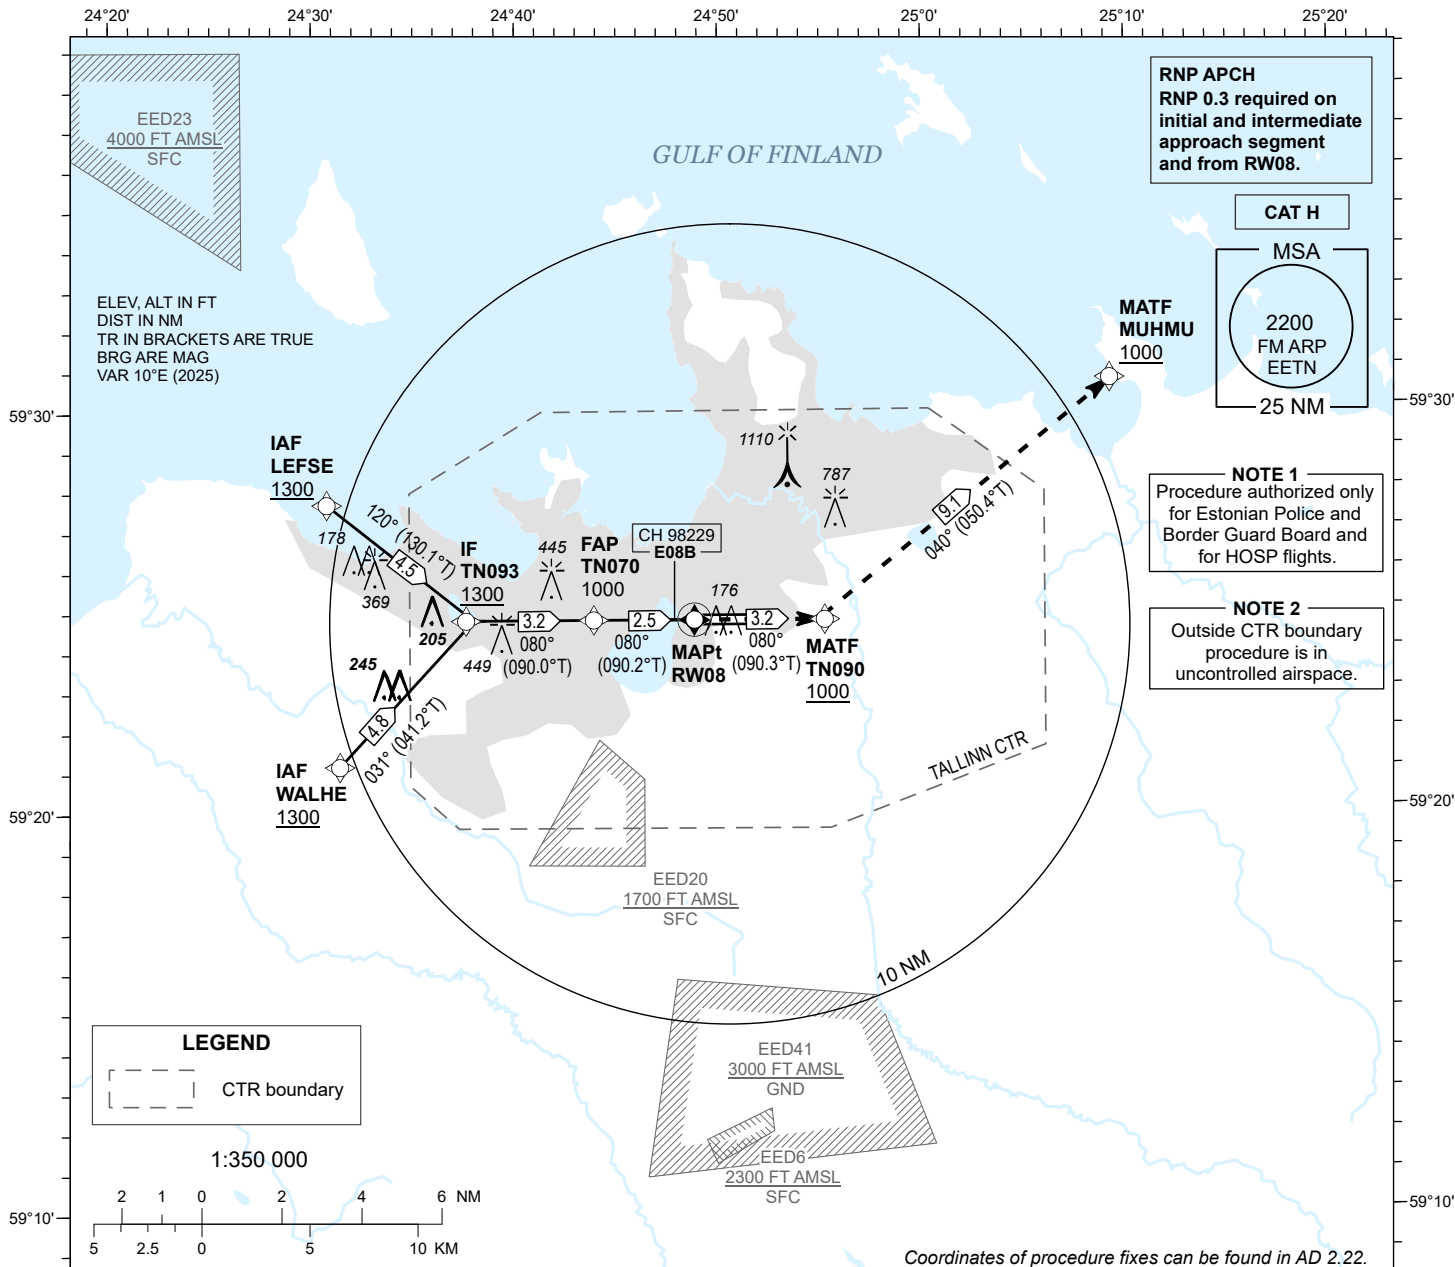 24°20'
24°30'
24°40'
24°50'
25°0'
25°10'
25°20'
RNP APCH
RNP 0.3 required on
initial and intermediate
approach segment
and from RW08.
EED23
4000 FT AMSL
SFC
GULF OF FINLAND
CAT H
MSA
2200
FM ARP
EETN
25 NM
ELEV, ALT IN FT
DIST IN NM
TR IN BRACKETS ARE TRUE
BRG ARE MAG
VAR 10°E (2025)
MATF
MUHMU
1000
59°30'
59°30'
IAF
LEFSE
1300
1110
787
NOTE 1
Procedure authorized only
for Estonian Police and
Border Guard Board and
for HOSP flights.
120° (130.1°T)
4.5
178
369
9.1
040° (050.4°T)
IF
TN093
1300
445
FAP
TN070
1000
CH 98229
E08B
176
205
449
3.2
080°
(090.0°T)
2.5
080°
(090.2°T)
MAPt
RW08
3.2
080°
(090.3°T)
MATF
TN090
1000
NOTE 2
Outside CTR boundary
procedure is in
uncontrolled airspace.
245
4.8
031° (041.2°T)
IAF
WALHE
1300
TALLINN CTR
59°20'
59°20'
EED20
1700 FT AMSL
SFC
10 NM
LEGEND
CTR boundary
EED41
3000 FT AMSL
GND
EED6
2300 FT AMSL
SFC
1:350 000
2 1 0 2 4 6 NM
5 2.5 0 5 10 KM
59°10'
59°10'
Coordinates of procedure fixes can be found in AD 2.22.